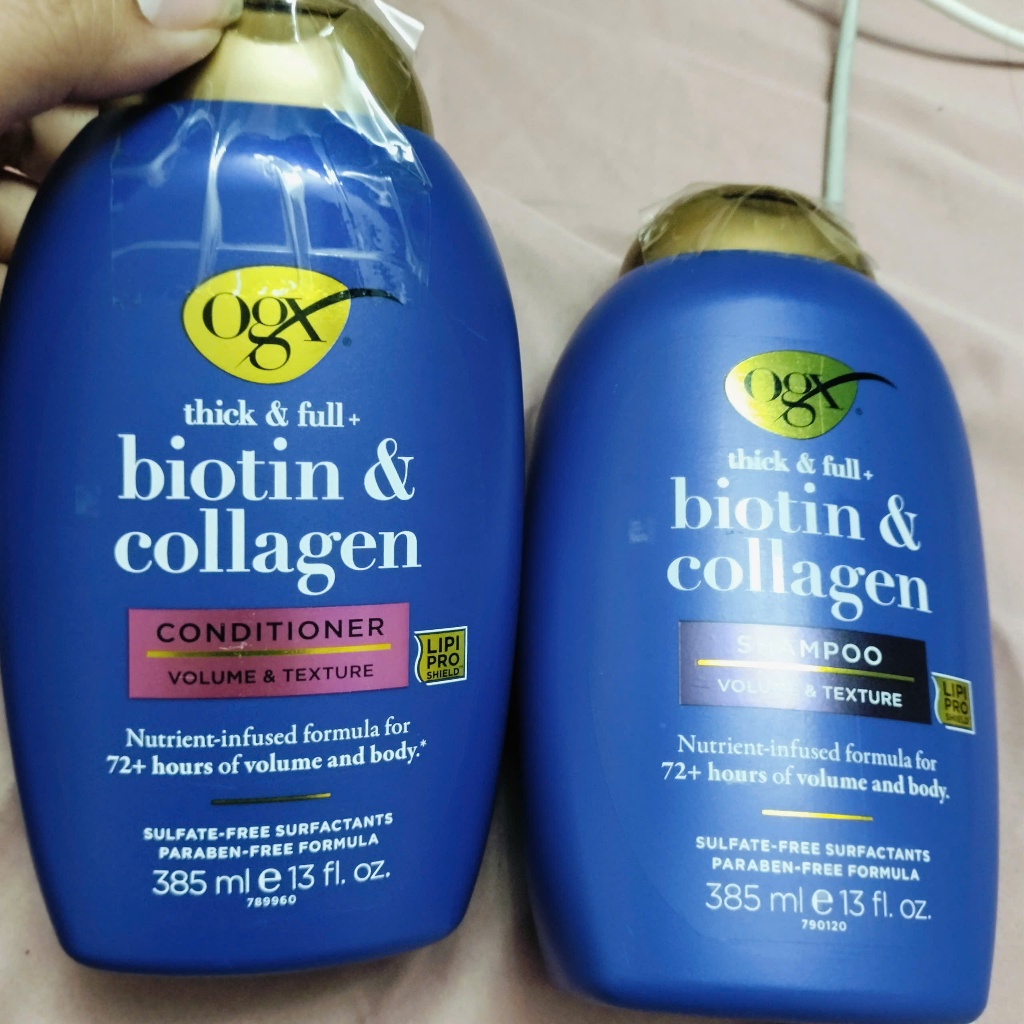 ogx
thick & full+
biotin &
collagen
CONDITIONER
VOLUME & TEXTURE
LIPI
PRO
SHIELD™
Nutrient-infused formula for
72+ hours of volume and body.*
SULFATE-FREE SURFACTANTS
PARABEN-FREE FORMULA
385 ml e 13 fl. oz.
789960
ogx
thick & full+
biotin &
collagen
SHAMPOO
VOLUME & TEXTURE
LIPI
PRO
SHIELD
Nutrient-infused formula for
72+ hours of volume and body.
SULFATE-FREE SURFACTANTS
PARABEN-FREE FORMULA
385 ml e 13 fl. oz.
790120